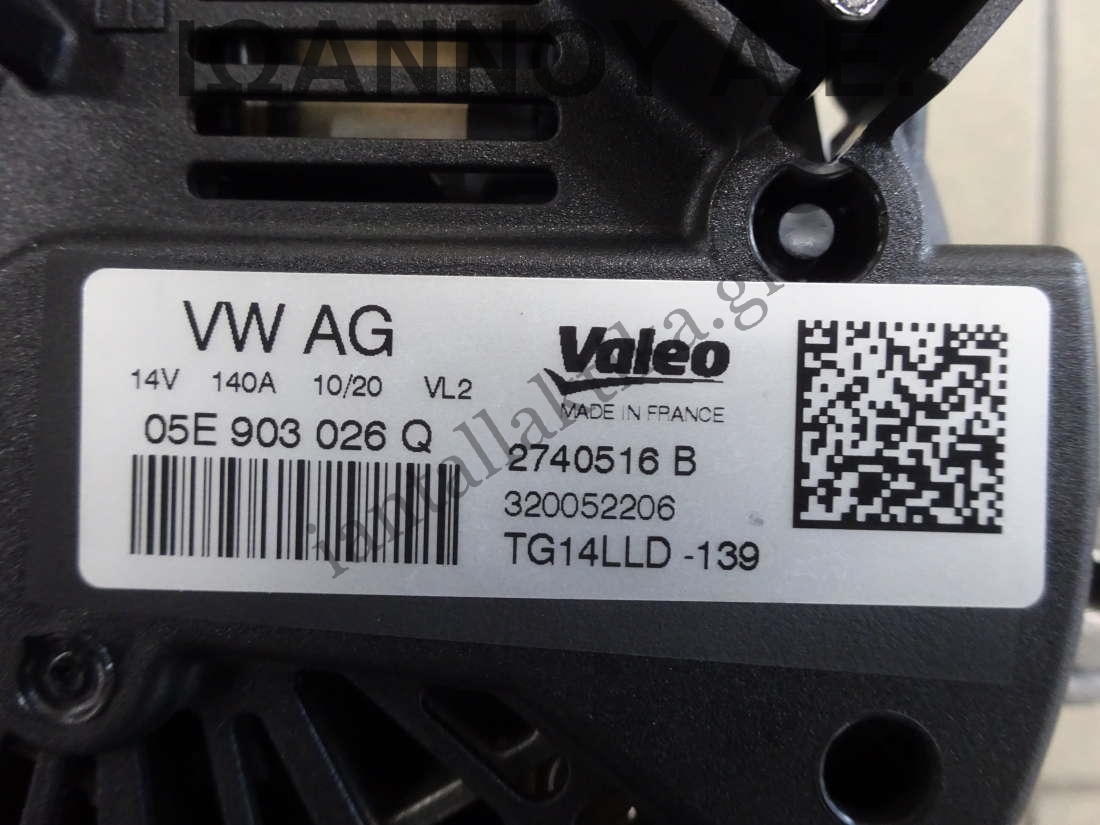 ΙΩΑΝΝΟΥ Α.Ε.
VW AG
14V 140A 10/20 VL2
05E 903 026 Q
Valeo
MADE IN FRANCE
2740516 B
320052206
TG14LLD -139
iantallaktika.gr